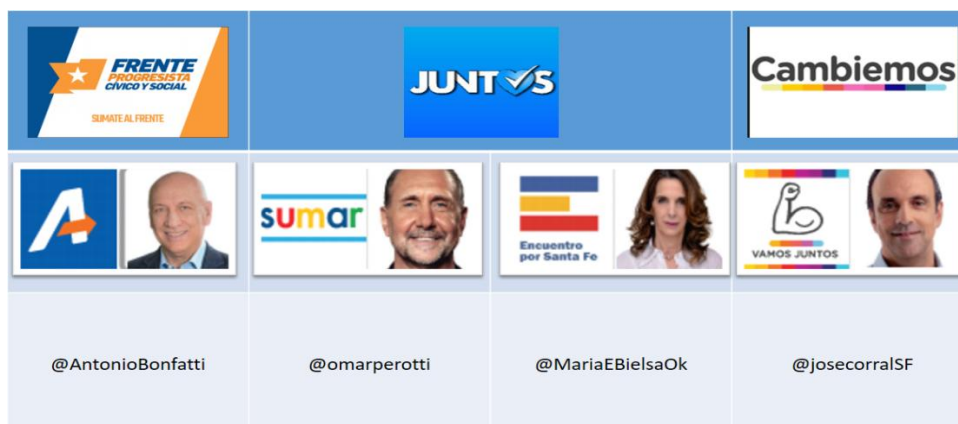 FRENTE
PROGRESISTA
CÍVICO Y SOCIAL
SUMATE AL FRENTE
JUNTOS
Cambiemos
A
sumar
Encuentro
por Santa Fe
VAMOS JUNTOS
@AntonioBonfatti
@omarperotti
@MariaEBielsaOk
@josecorralSF